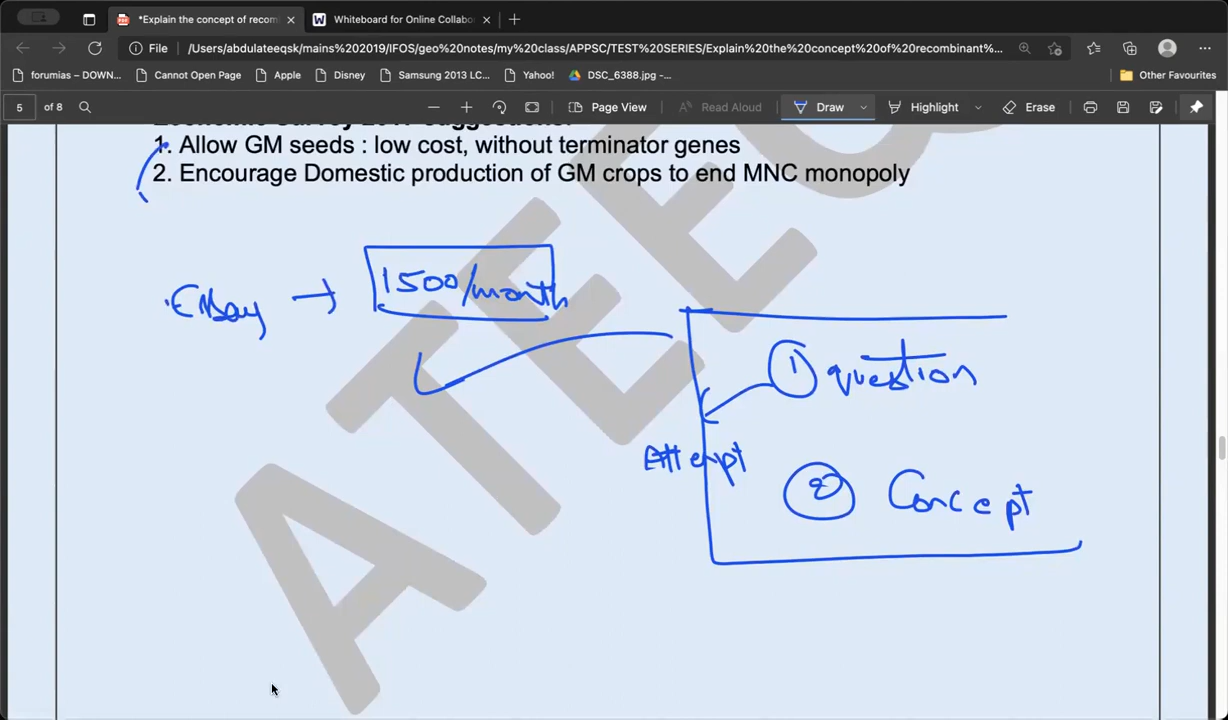 *Explain the concept of recom
Whiteboard for Online Collabo
File /Users/abdulateeqsk/mains%202019/IFOS/geo%20notes/my%20class/APPSC/TEST%20SERIES/Explain%20the%20concept%20of%20recombinant%...
forumias – DOWN... Cannot Open Page Apple Disney Samsung 2013 LC... Yahoo! DSC_6388.jpg -... Other Favourites
5 of 8 Page View Read Aloud Draw Highlight Erase
1. Allow GM seeds : low cost, without terminator genes
2. Encourage Domestic production of GM crops to end MNC monopoly
Essay → 1500/month
1 question
Attempt
2 Concept
ATEEQ